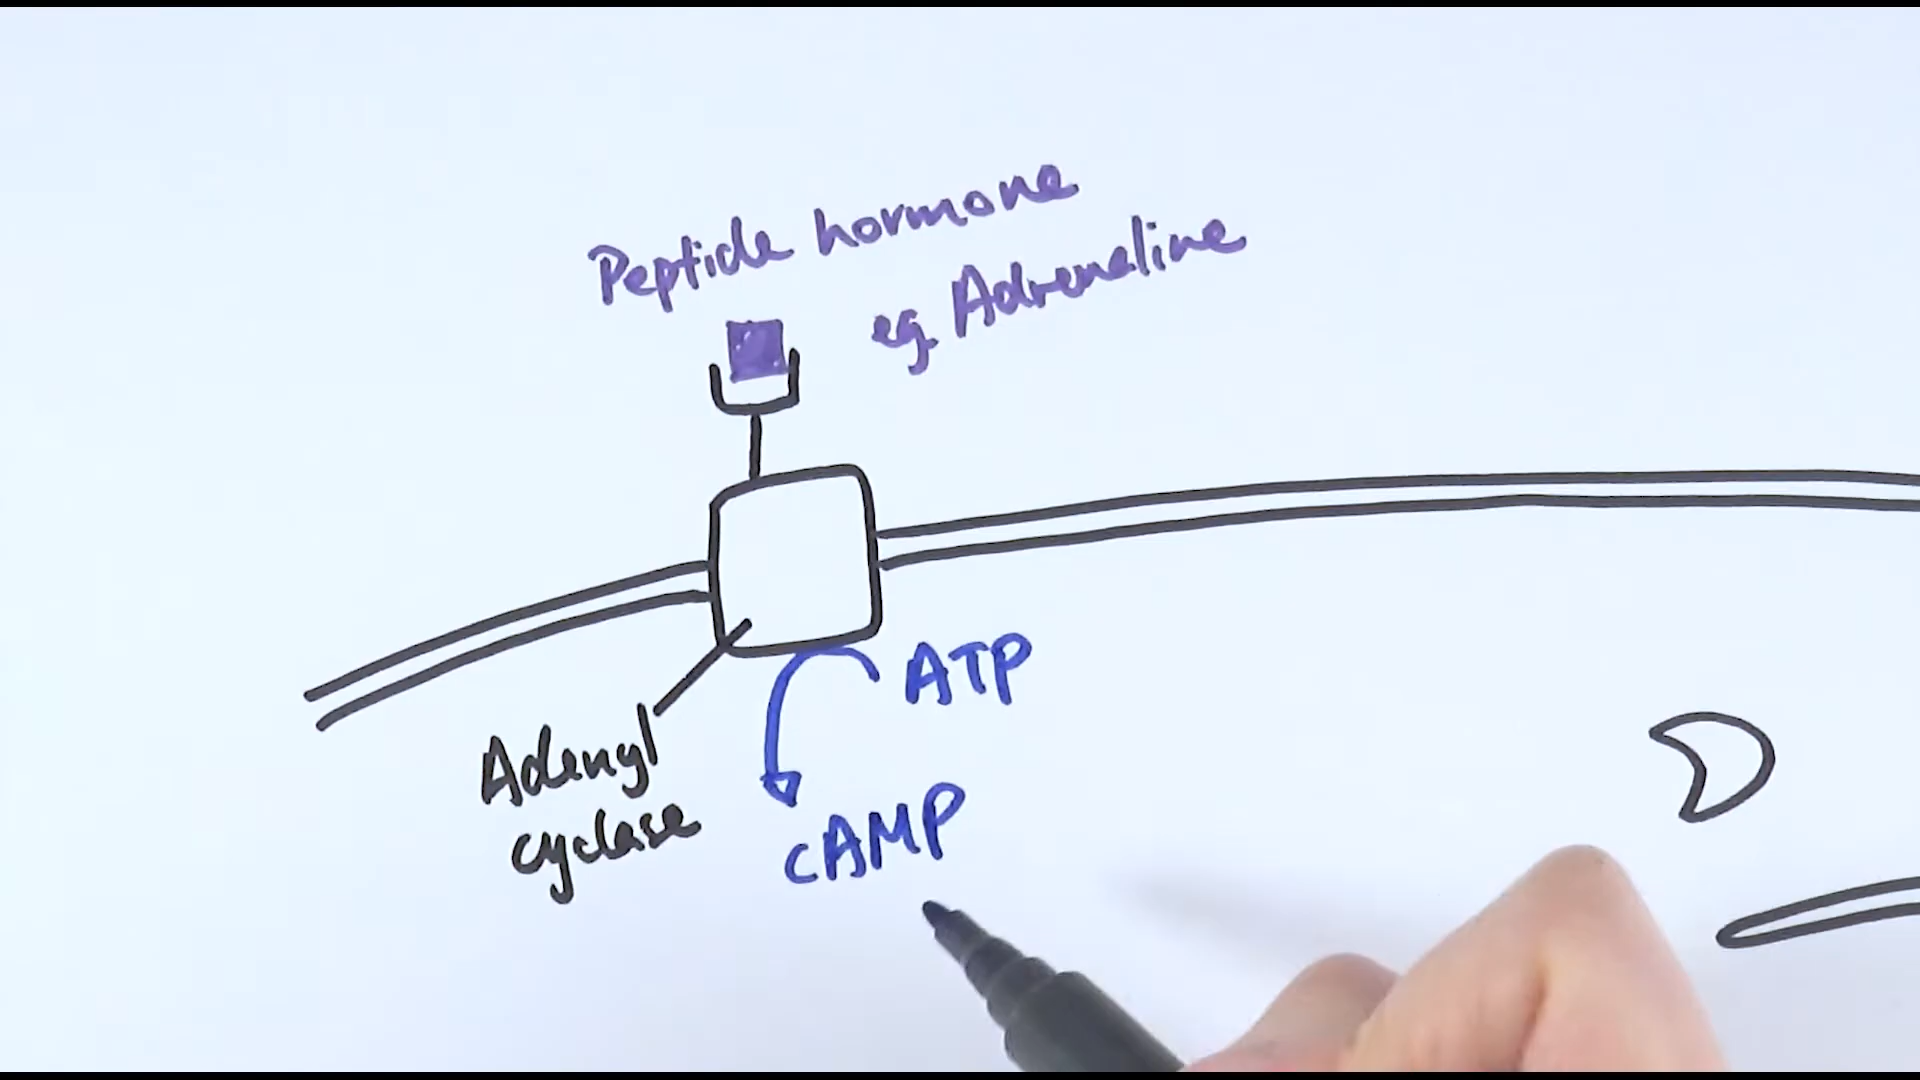 Peptide hormone
eg Adrenaline
ATP
Adenyl
cyclase
cAMP